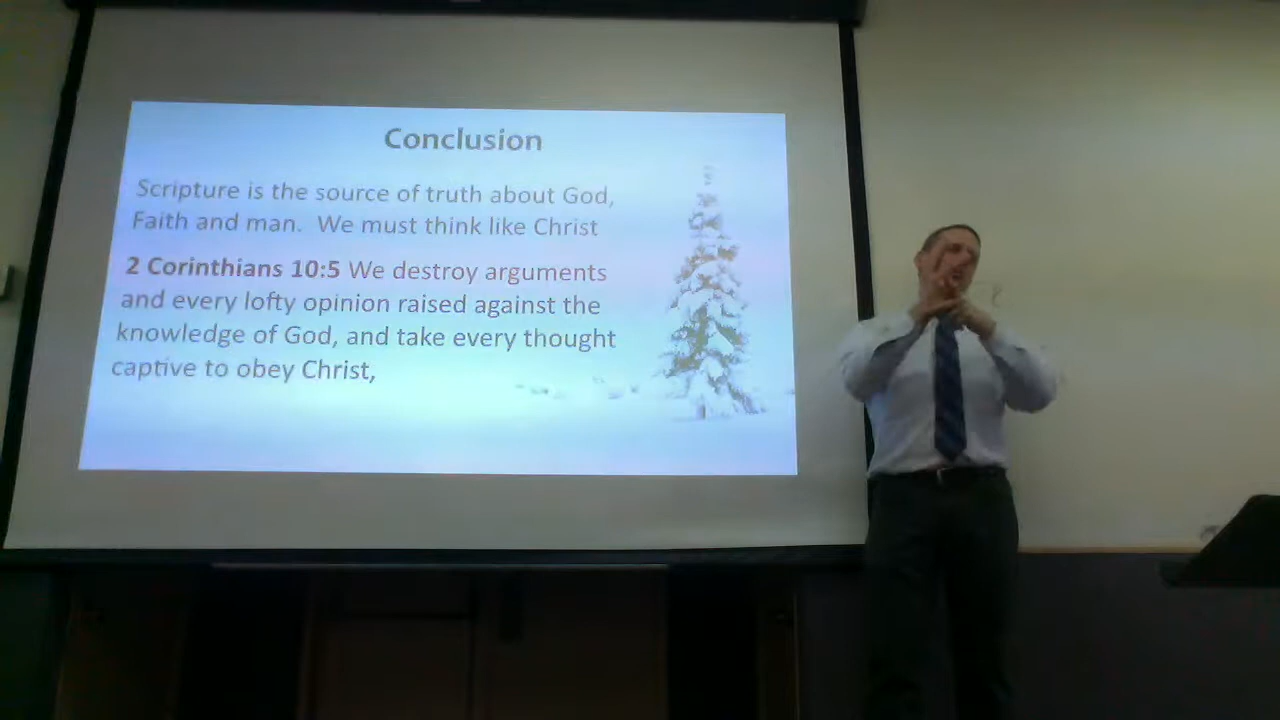 Conclusion
Scripture is the source of truth about God,
Faith and man.  We must think like Christ
2 Corinthians 10:5 We destroy arguments
and every lofty opinion raised against the
knowledge of God, and take every thought
captive to obey Christ,